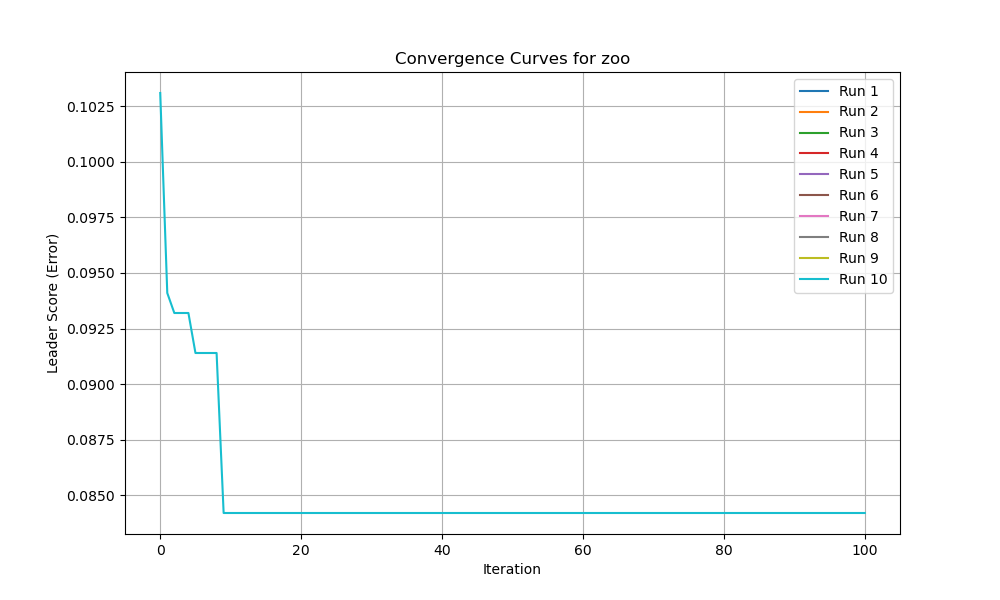 Convergence Curves for zoo
Leader Score (Error)
0.1025
0.1000
0.0975
0.0950
0.0925
0.0900
0.0875
0.0850
Run 1
Run 2
Run 3
Run 4
Run 5
Run 6
Run 7
Run 8
Run 9
Run 10
0 20 40 60 80 100
Iteration